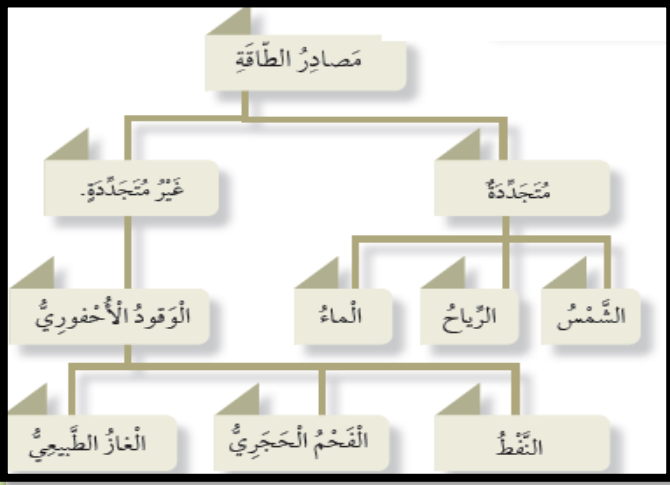 مَصادِرُ الطّاقَةِ
مُتَجَدِّدَةٌ
غَيْرُ مُتَجَدِّدَةٍ.
الشَّمْسُ
الرِّياحُ
الْماءُ
الْوَقودُ الْأُحْفورِيُّ
النَّفْطُ
الْفَحْمُ الْحَجَرِيُّ
الْغازُ الطَّبيعِيُّ